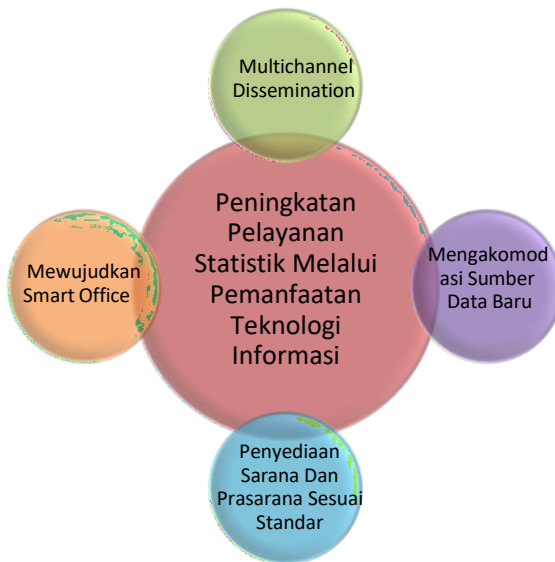 Multichannel
Dissemination
Peningkatan
Pelayanan
Statistik Melalui
Pemanfaatan
Teknologi
Informasi
Mewujudkan
Smart Office
Mengakomod
asi Sumber
Data Baru
Penyediaan
Sarana Dan
Prasarana Sesuai
Standar